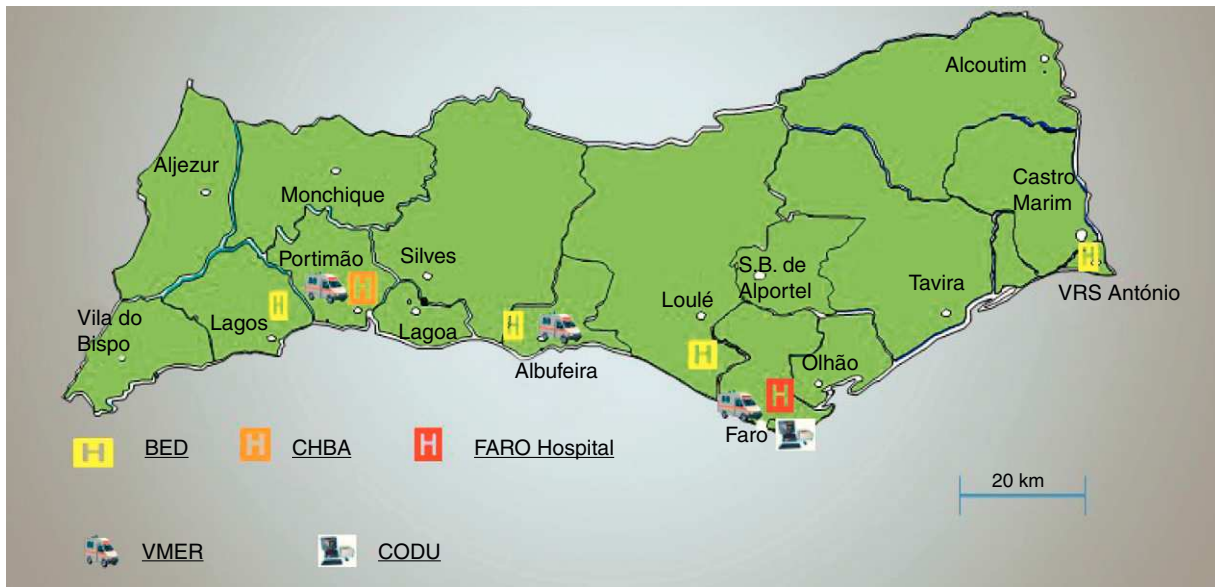 Alcoutim
Aljezur
Monchique
Castro
Marim
Portimão
Silves
S.B. de
Alportel
Tavira
VRS António
Vila do
Bispo
Lagos
Lagoa
Loulé
Albufeira
Olhão
Faro
H BED
H CHBA
H FARO Hospital
20 km
VMER
CODU
H
H
H
H
H
H